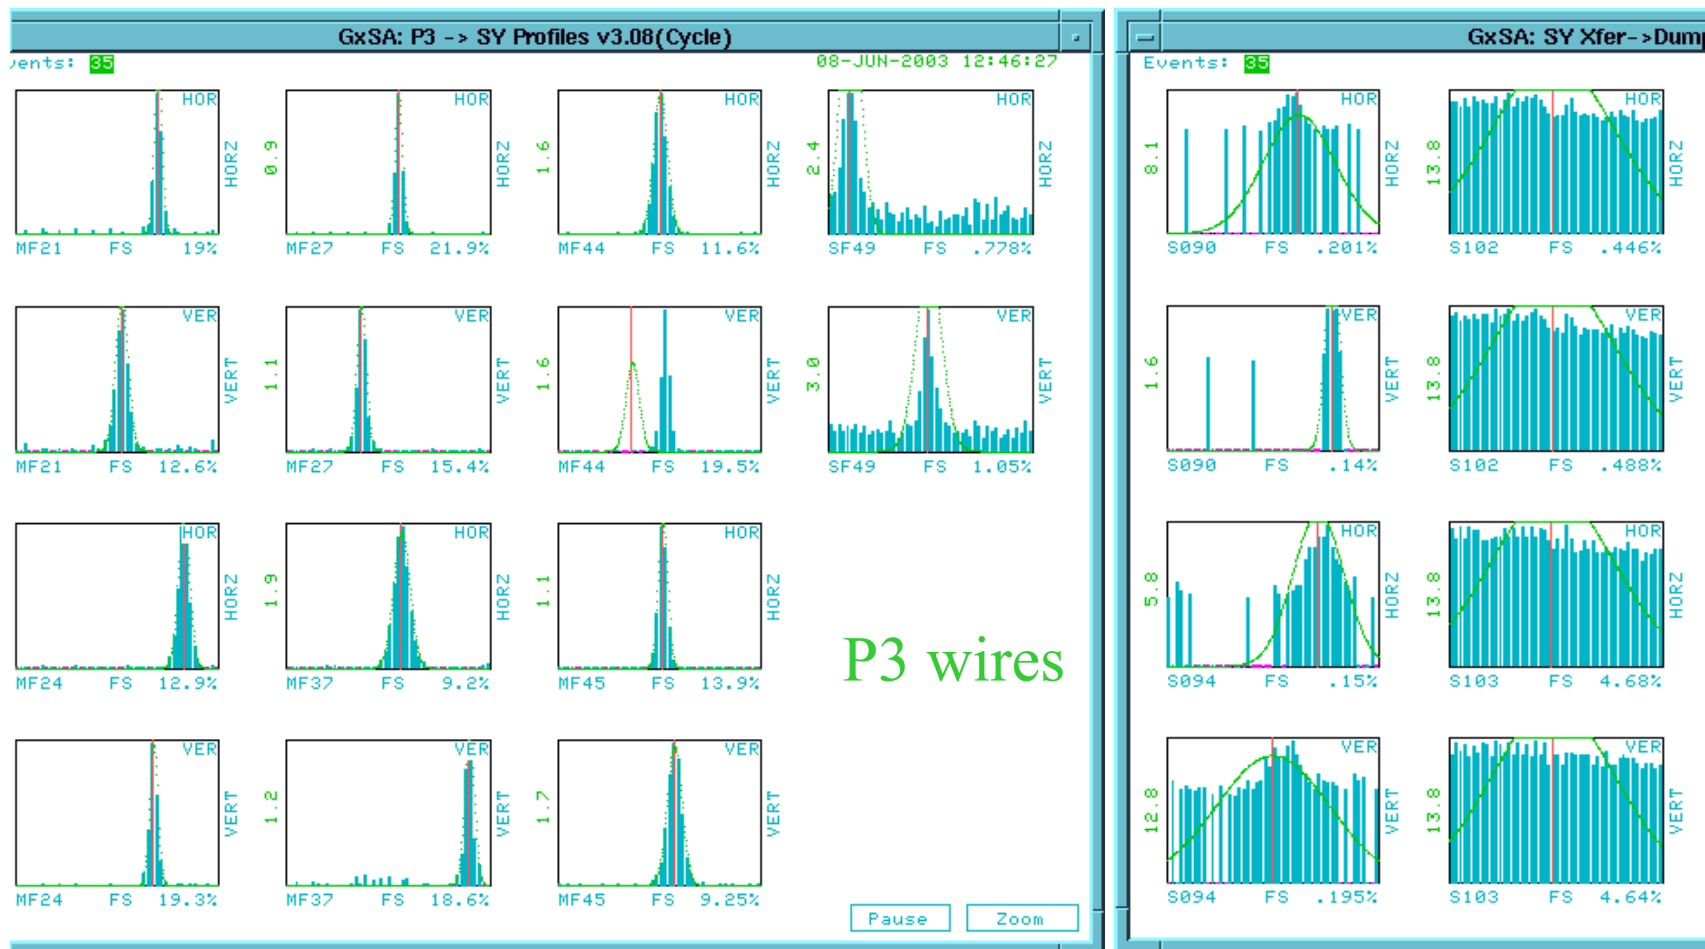 GxSA: P3 -> SY Profiles v3.08(Cycle)
vents: 35
08-JUN-2003 12:46:27
HOR
HORZ
MF21 FS 19%
0.9
HOR
HORZ
MF27 FS 21.9%
1.6
HOR
HORZ
MF44 FS 11.6%
2.4
HOR
HORZ
SF49 FS .778%
VER
VERT
MF21 FS 12.6%
1.1
VER
VERT
MF27 FS 15.4%
1.6
VER
VERT
MF44 FS 19.5%
3.0
VER
VERT
SF49 FS 1.05%
HOR
HORZ
MF24 FS 12.9%
1.9
HOR
HORZ
MF37 FS 9.2%
1.1
HOR
HORZ
MF45 FS 13.9%
P3 wires
VER
VERT
MF24 FS 19.3%
1.2
VER
VERT
MF37 FS 18.6%
1.7
VER
VERT
MF45 FS 9.25%
Pause Zoom
GxSA: SY Xfer->Dump
Events: 35
8.1
HOR
HORZ
S090 FS .201%
13.8
HOR
HORZ
S102 FS .446%
1.6
VER
VERT
S090 FS .14%
13.8
VER
VERT
S102 FS .488%
5.8
HOR
HORZ
S094 FS .15%
13.8
HOR
HORZ
S103 FS 4.68%
12.8
VER
VERT
S094 FS .195%
13.8
VER
VERT
S103 FS 4.64%